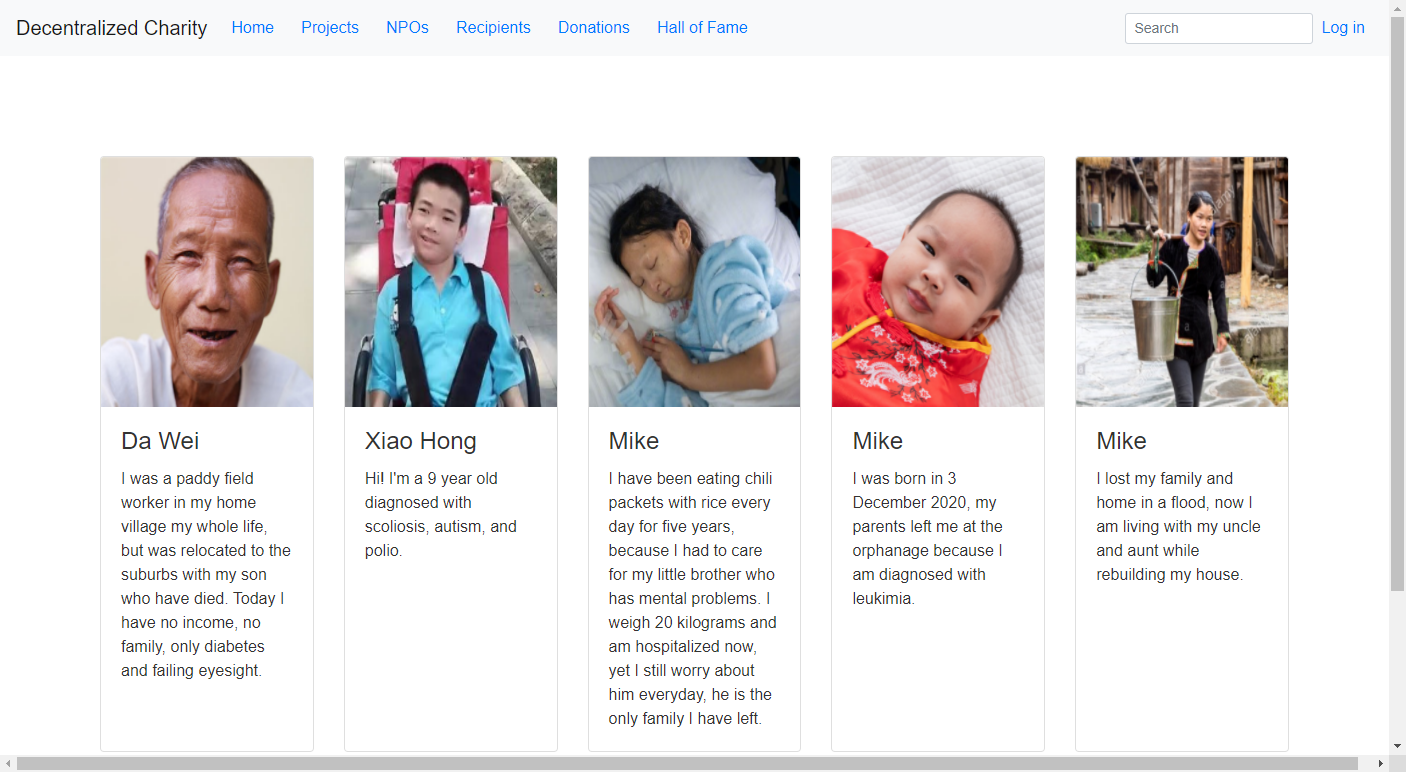 Decentralized Charity Home Projects NPOs Recipients Donations Hall of Fame Search Log in
Da Wei
I was a paddy field
worker in my home
village my whole life,
but was relocated to the
suburbs with my son
who have died. Today I
have no income, no
family, only diabetes
and failing eyesight.
Xiao Hong
Hi! I'm a 9 year old
diagnosed with
scoliosis, autism, and
polio.
Mike
I have been eating chili
packets with rice every
day for five years,
because I had to care
for my little brother who
has mental problems. I
weigh 20 kilograms and
am hospitalized now,
yet I still worry about
him everyday, he is the
only family I have left.
Mike
I was born in 3
December 2020, my
parents left me at the
orphanage because I
am diagnosed with
leukimia.
Mike
I lost my family and
home in a flood, now I
am living with my uncle
and aunt while
rebuilding my house.